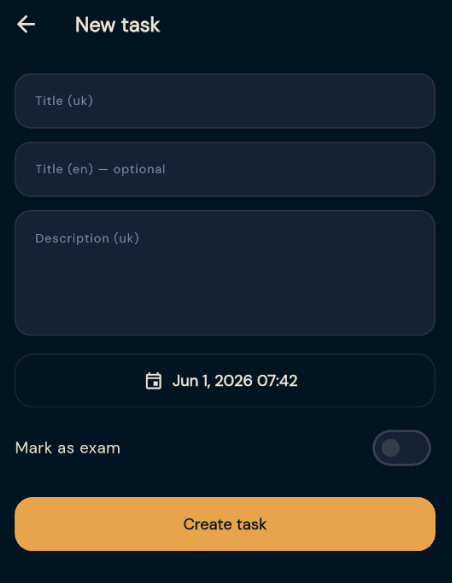 New task
Title (uk)
Title (en) — optional
Description (uk)
Jun 1, 2026 07:42
Mark as exam
Create task